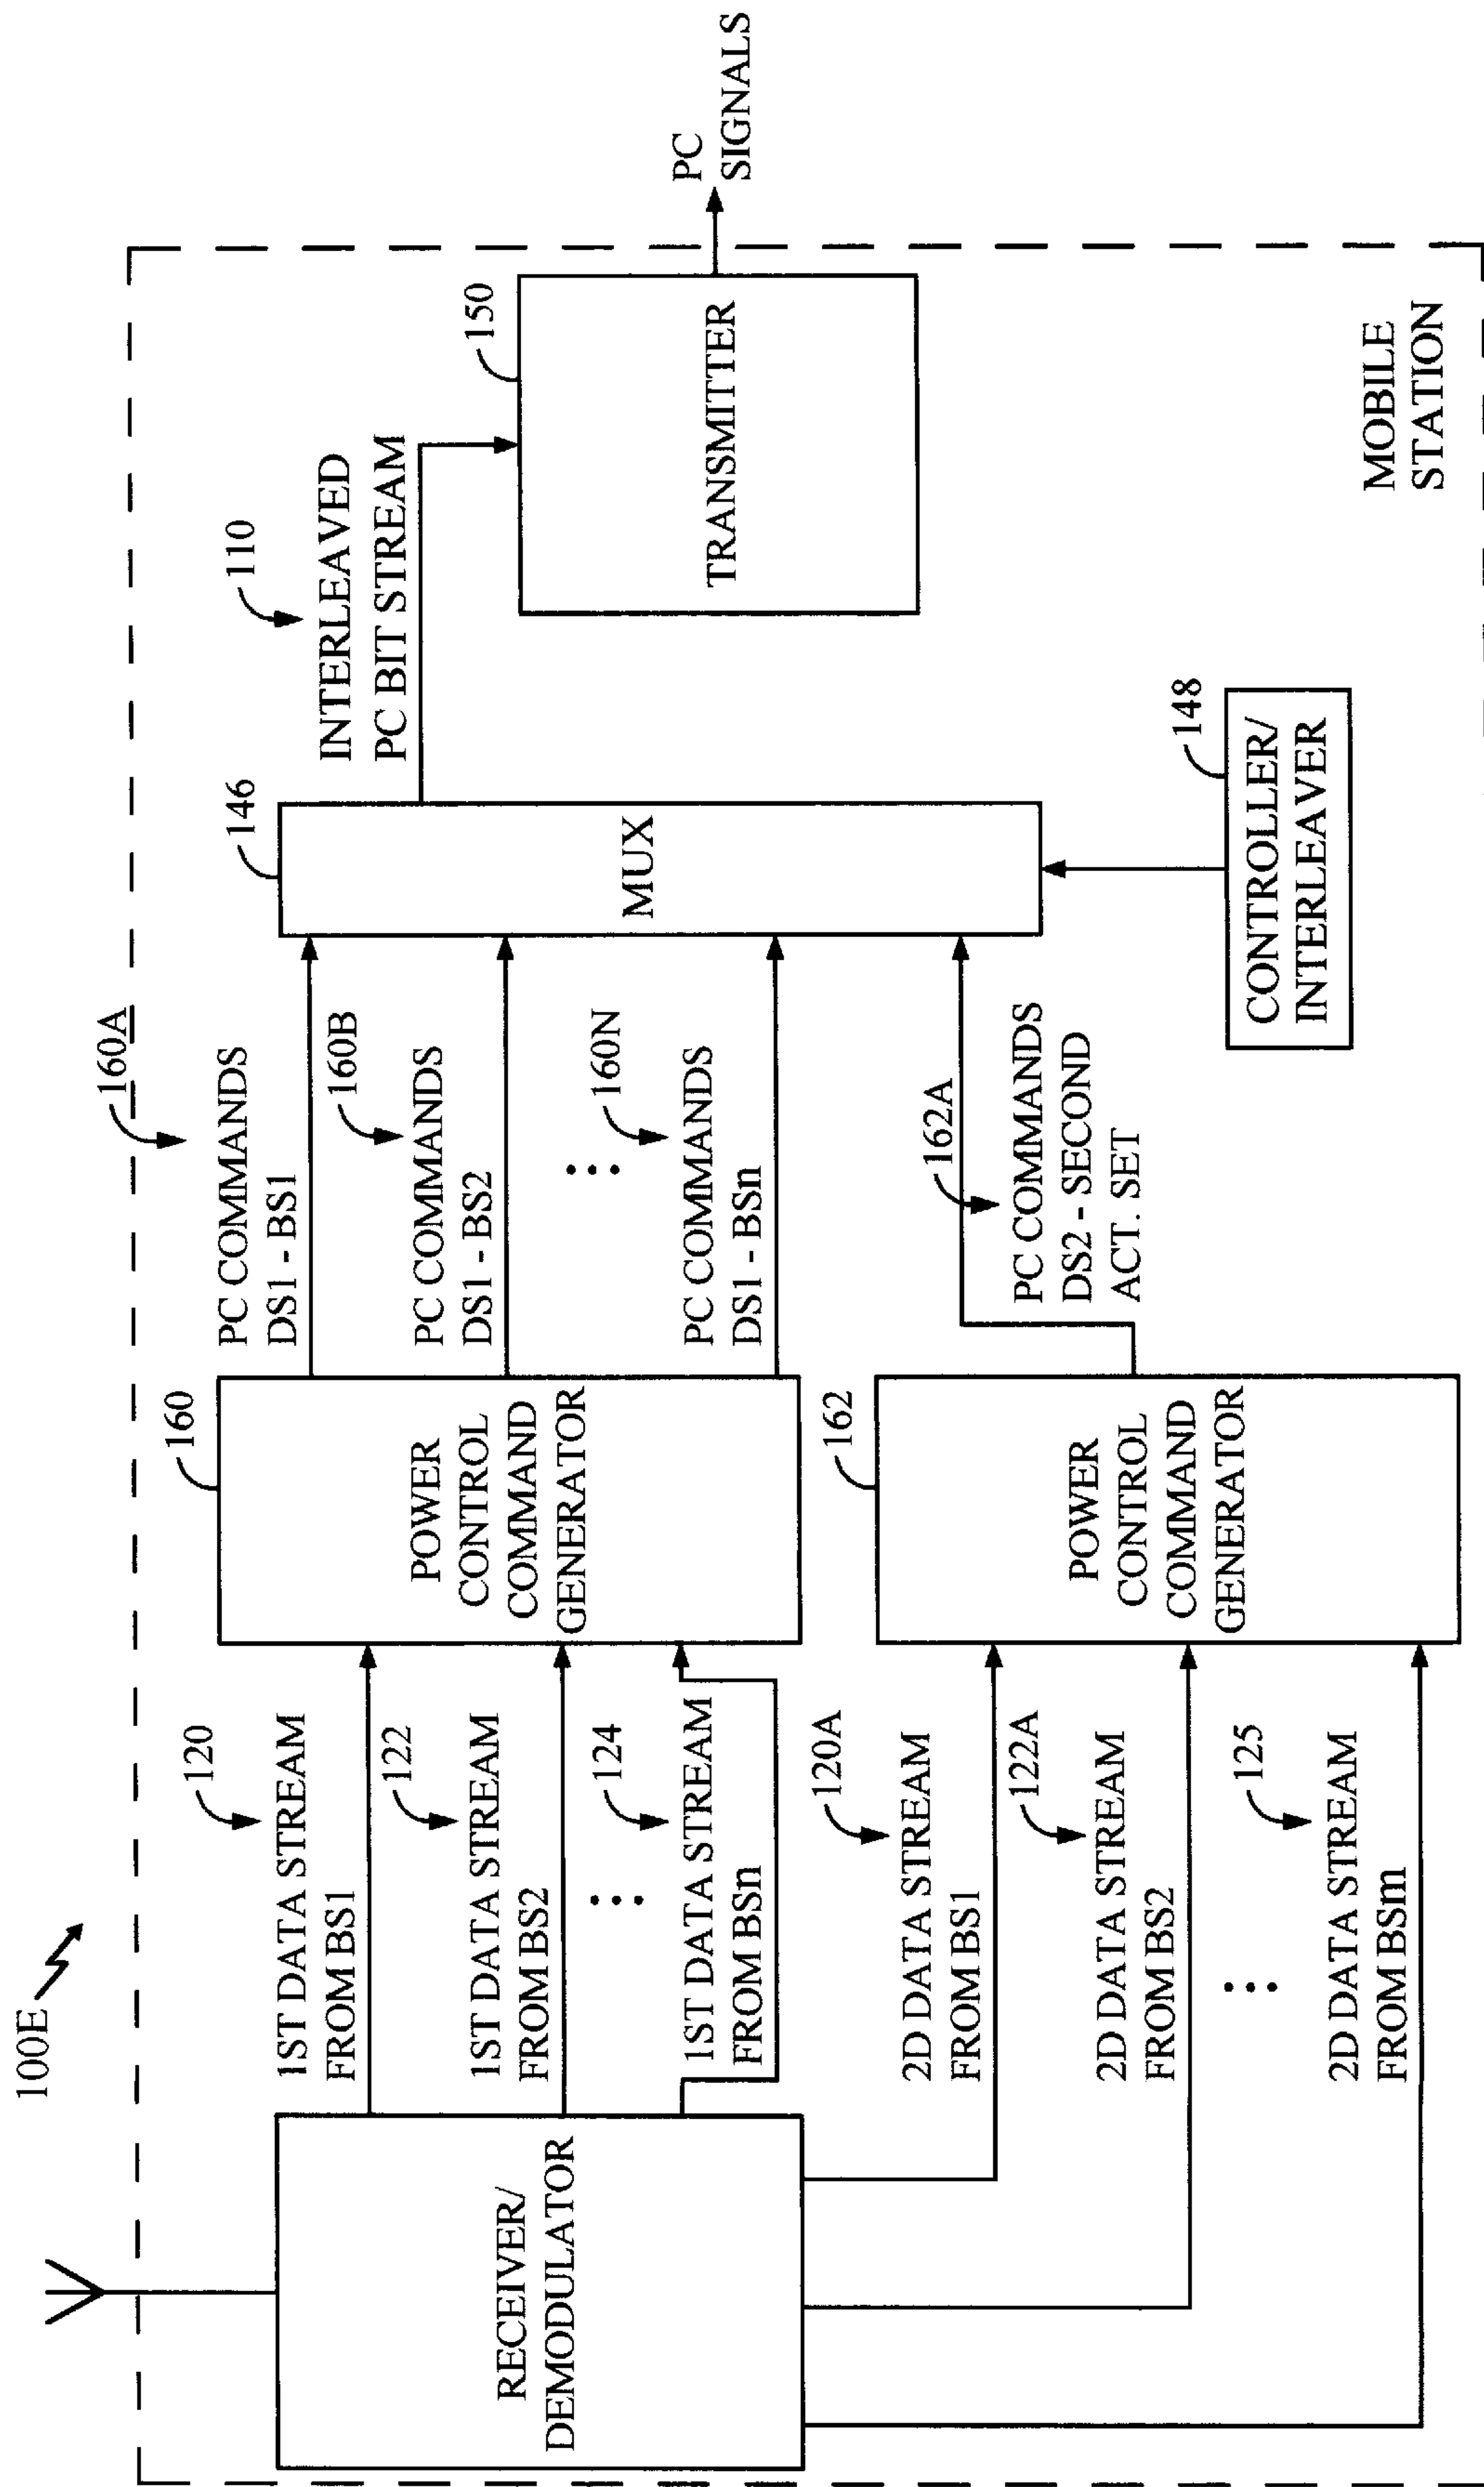 100E
RECEIVER/
DEMODULATOR
120
1ST DATA STREAM
FROM BS1
122
1ST DATA STREAM
FROM BS2
⋮
124
1ST DATA STREAM
FROM BSn
120A
2D DATA STREAM
FROM BS1
122A
2D DATA STREAM
FROM BS2
⋮
125
2D DATA STREAM
FROM BSm
160
POWER
CONTROL
COMMAND
GENERATOR
162
POWER
CONTROL
COMMAND
GENERATOR
160A
PC COMMANDS
DS1 - BS1
160B
PC COMMANDS
DS1 - BS2
⋮
160N
PC COMMANDS
DS1 - BSn
162A
PC COMMANDS
DS2 - SECOND
ACT. SET
146
MUX
148
CONTROLLER/
INTERLEAVER
110
INTERLEAVED
PC BIT STREAM
150
TRANSMITTER
PC
SIGNALS
MOBILE
STATION